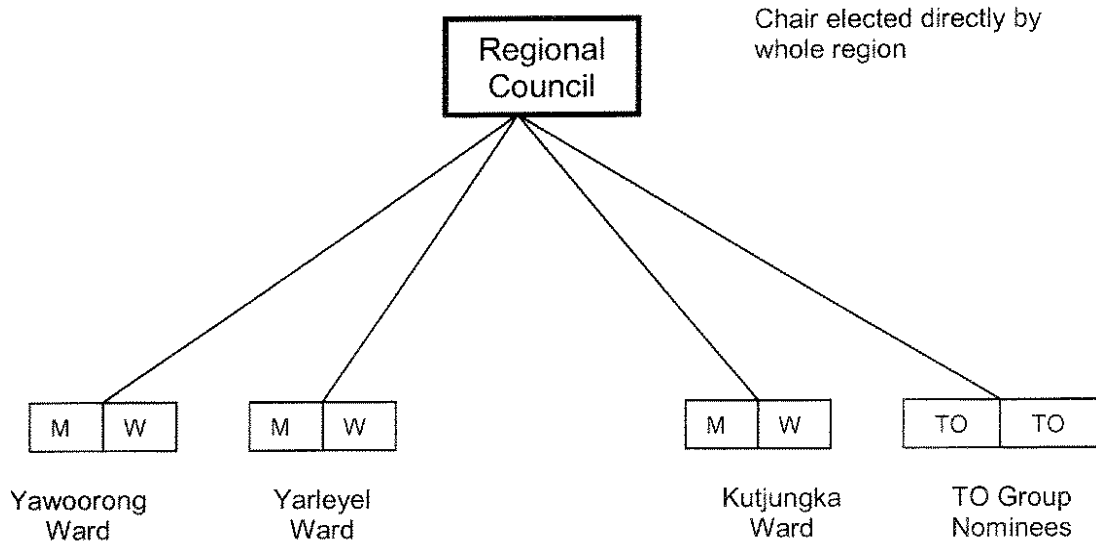 Chair elected directly by
whole region
Regional
Council
M W
M W
M W
TO TO
Yawoorong
Ward
Yarleyel
Ward
Kutjungka
Ward
TO Group
Nominees